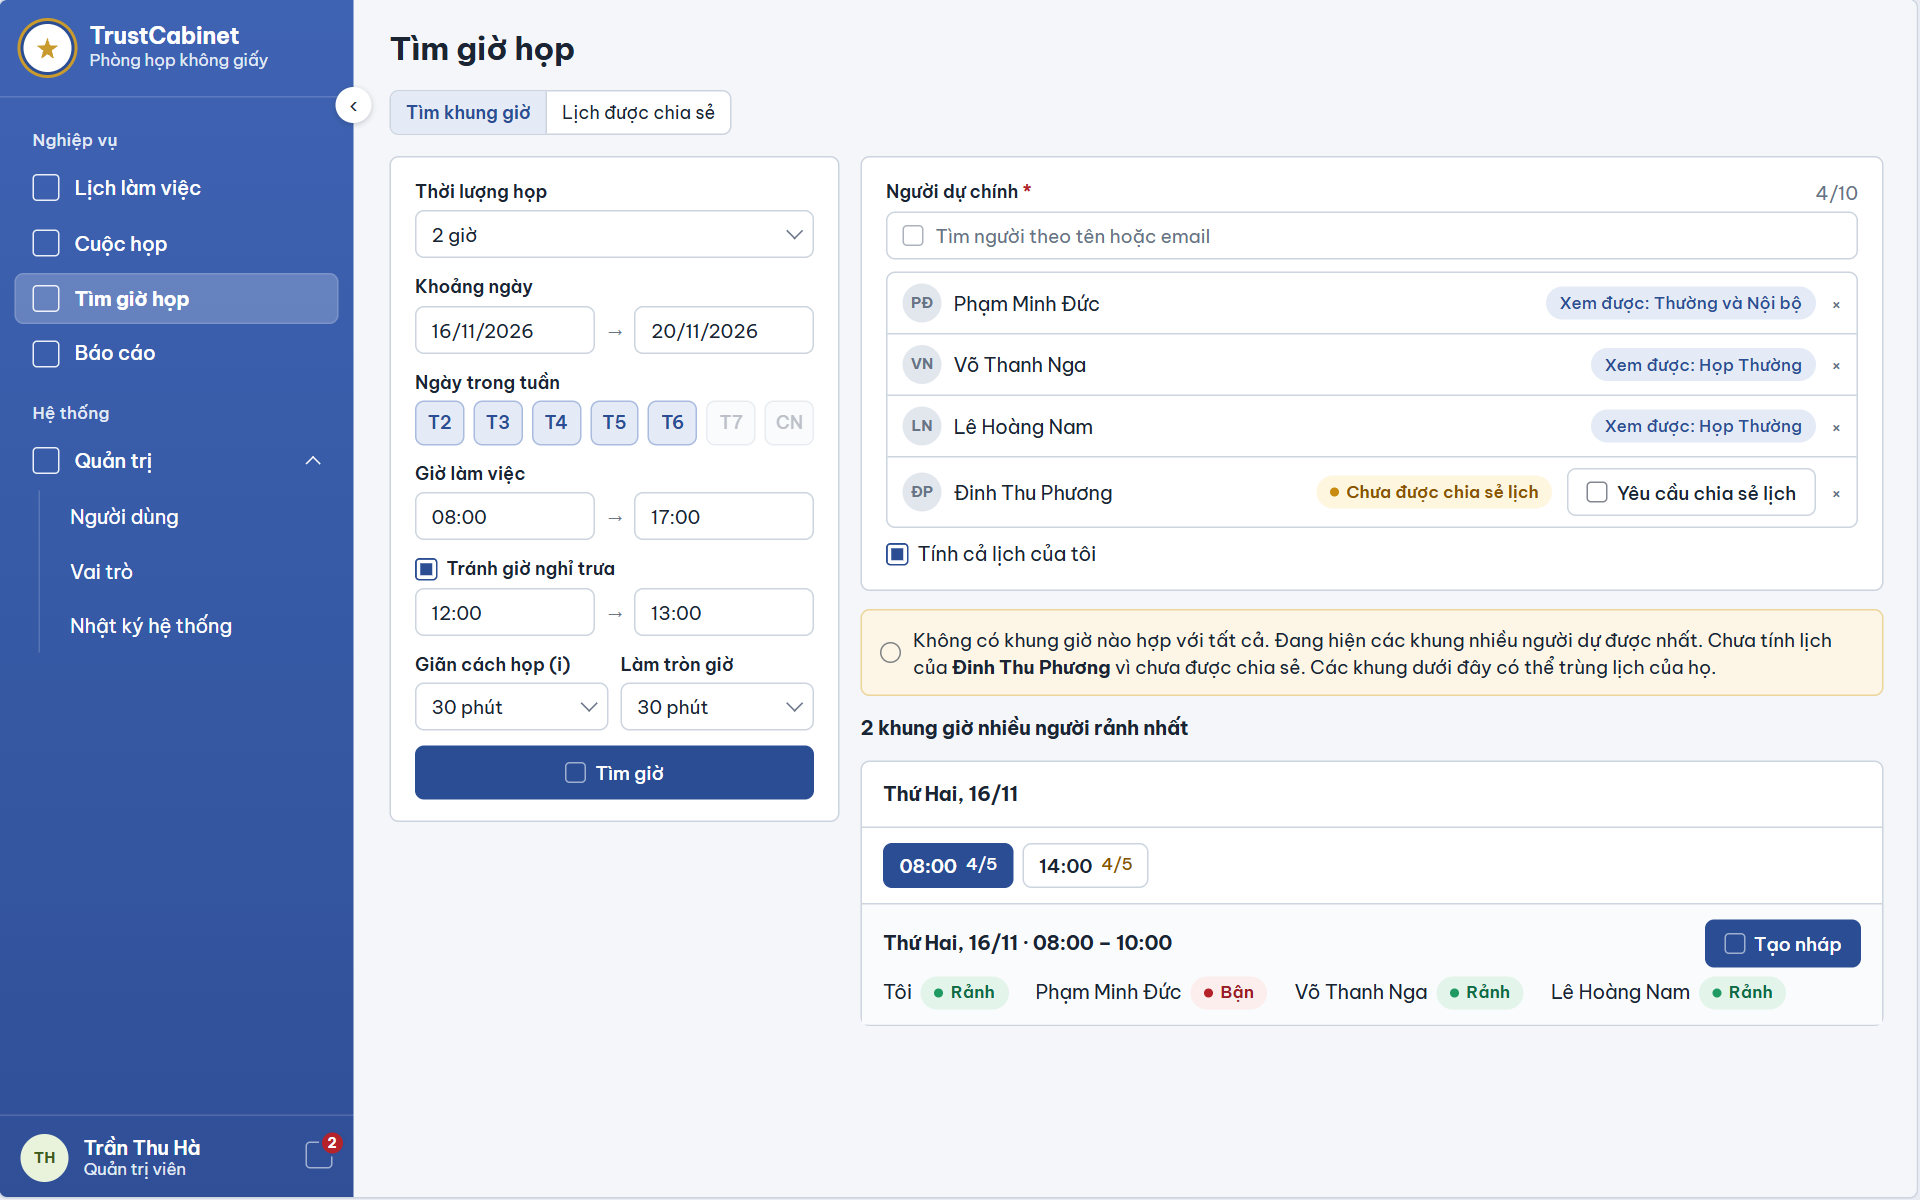 TrustCabinet
Phòng họp không giấy
Nghiệp vụ
Lịch làm việc
Cuộc họp
Tìm giờ họp
Báo cáo
Hệ thống
Quản trị
Người dùng
Vai trò
Nhật ký hệ thống
TH
Trần Thu Hà
Quản trị viên
2
Tìm giờ họp
Tìm khung giờ
Lịch được chia sẻ
Thời lượng họp
2 giờ
Khoảng ngày
16/11/2026 → 20/11/2026
Ngày trong tuần
T2 T3 T4 T5 T6 T7 CN
Giờ làm việc
08:00 → 17:00
Tránh giờ nghỉ trưa
12:00 → 13:00
Giãn cách họp (i) Làm tròn giờ
30 phút 30 phút
Tìm giờ
Người dự chính * 4/10
Tìm người theo tên hoặc email
PĐ Phạm Minh Đức Xem được: Thường và Nội bộ ×
VN Võ Thanh Nga Xem được: Họp Thường ×
LN Lê Hoàng Nam Xem được: Họp Thường ×
ĐP Đinh Thu Phương Chưa được chia sẻ lịch Yêu cầu chia sẻ lịch ×
Tính cả lịch của tôi
Không có khung giờ nào hợp với tất cả. Đang hiện các khung nhiều người dự được nhất. Chưa tính lịch
của Đinh Thu Phương vì chưa được chia sẻ. Các khung dưới đây có thể trùng lịch của họ.
2 khung giờ nhiều người rảnh nhất
Thứ Hai, 16/11
08:00 4/5 14:00 4/5
Thứ Hai, 16/11 · 08:00 – 10:00
Tạo nháp
Tôi Rảnh Phạm Minh Đức Bận Võ Thanh Nga Rảnh Lê Hoàng Nam Rảnh